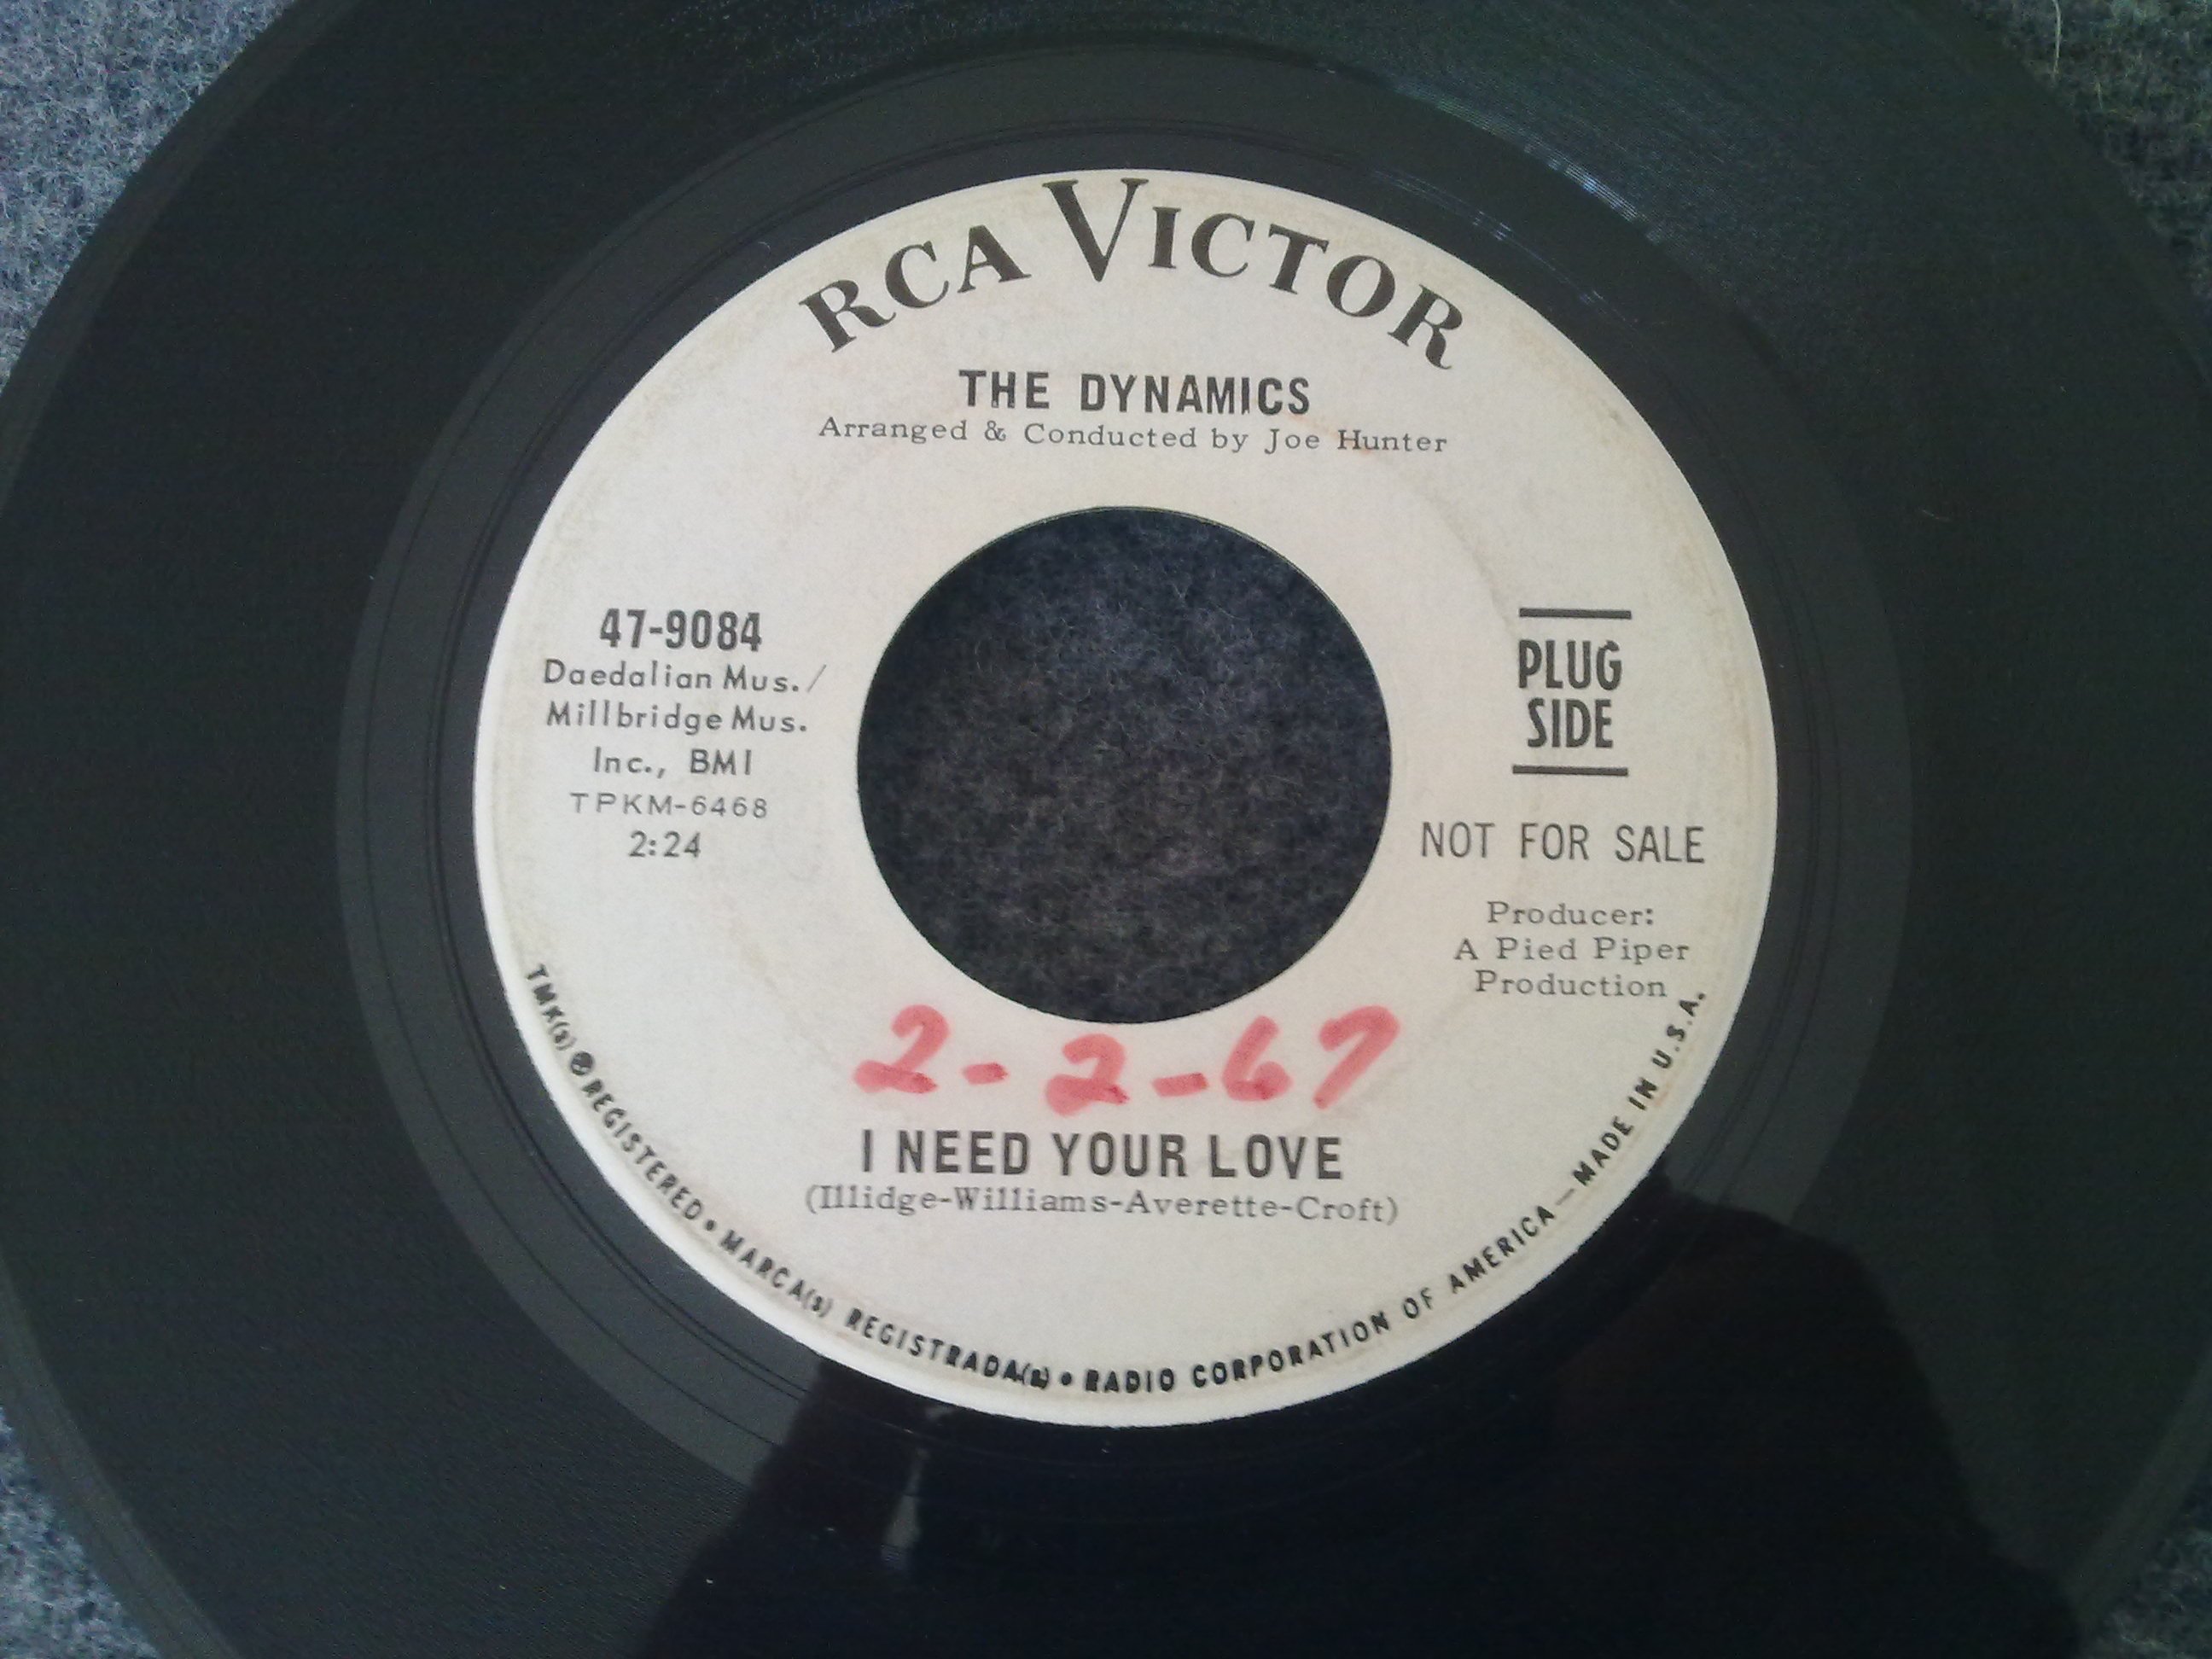 RCA VICTOR
THE DYNAMICS
Arranged & Conducted by Joe Hunter
47-9084
Daedalian Mus./
Millbridge Mus.
Inc., BMI
TPKM-6468
2:24
PLUG
SIDE
NOT FOR SALE
Producer:
A Pied Piper
Production
2-2-67
I NEED YOUR LOVE
(Illidge-Williams-Averette-Croft)
TMK(s) ® REGISTERED • MARCA(s) REGISTRADA(s) • RADIO CORPORATION OF AMERICA — MADE IN U.S.A.